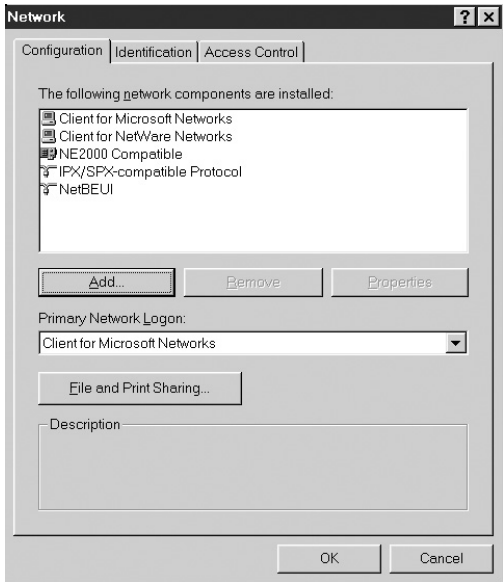 Network
Configuration Identification Access Control
The following network components are installed:
Client for Microsoft Networks
Client for NetWare Networks
NE2000 Compatible
IPX/SPX-compatible Protocol
NetBEUI
Add... Remove Properties
Primary Network Logon:
Client for Microsoft Networks
File and Print Sharing...
Description
OK Cancel